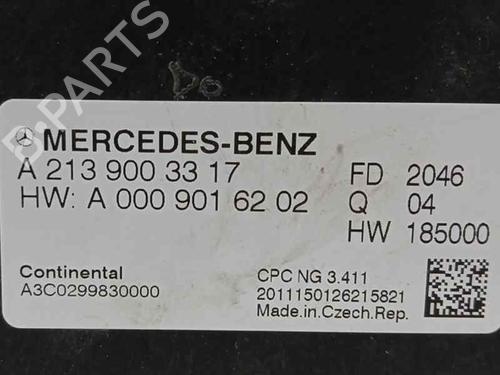 MERCEDES-BENZ
A 213 900 33 17 FD 2046
HW: A 000 901 62 02 Q 04
HW 185000
Continental CPC NG 3.411
A3C0299830000 2011150126215821
Made.in.Czech.Rep.